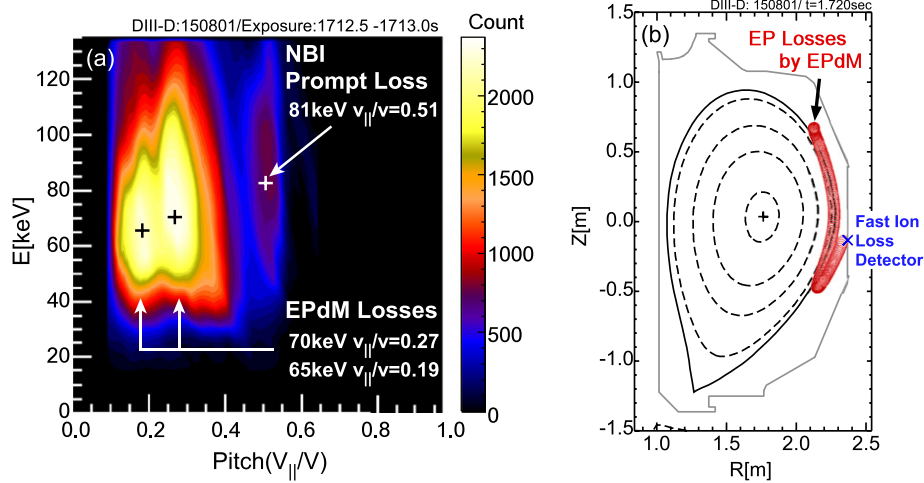 DIII-D:150801/Exposure:1712.5 -1713.0s
(a)
NBI
Prompt Loss
81keV v||/v=0.51
EPdM Losses
70keV v||/v=0.27
65keV v||/v=0.19
E[keV]
120
100
80
60
40
20
0
0.0
0.2
0.4
0.6
0.8
1.0
Pitch(V||/V)
Count
2000
1500
1000
500
0
DIII-D: 150801/ t=1.720sec
(b)
EP Losses
by EPdM
Fast Ion
Loss
Detector
Z[m]
1.5
1.0
0.5
0.0
-0.5
-1.0
-1.5
1.0
1.5
2.0
2.5
R[m]